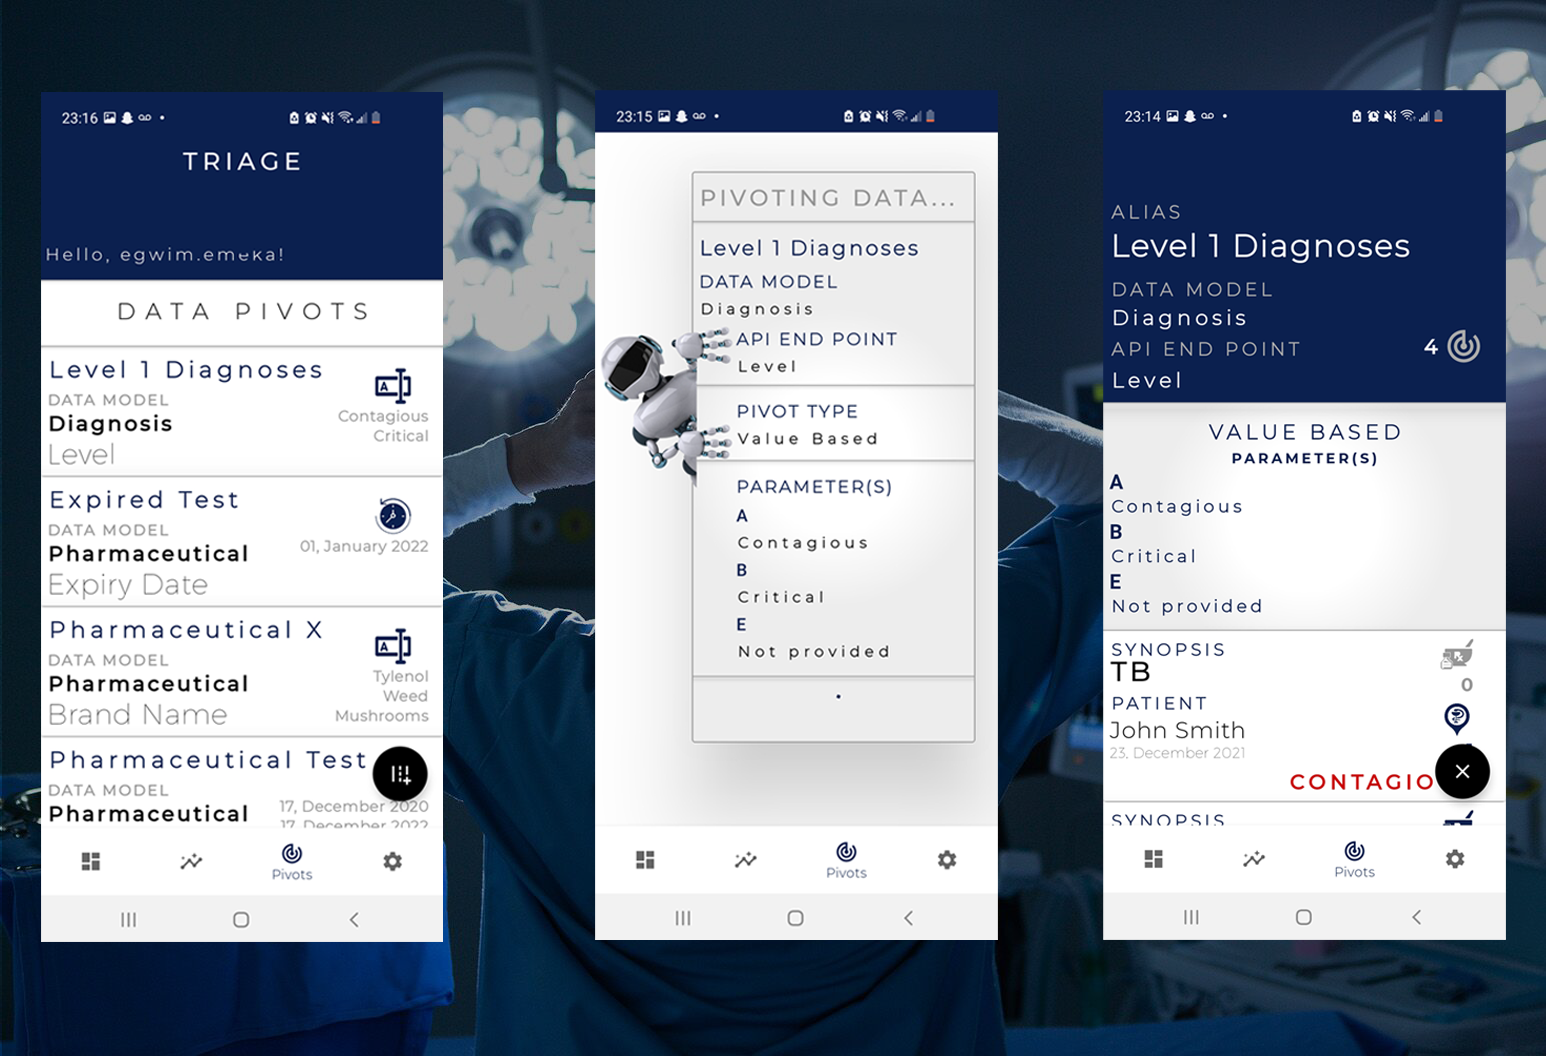 23:16
TRIAGE
Hello, egwim.emeka!
DATA PIVOTS
Level 1 Diagnoses
DATA MODEL
Diagnosis
Level
A
Contagious
Critical
Expired Test
DATA MODEL
Pharmaceutical
Expiry Date
01, January 2022
Pharmaceutical X
DATA MODEL
Pharmaceutical
Brand Name
A
Tylenol
Weed
Mushrooms
Pharmaceutical Test
DATA MODEL
Pharmaceutical
17, December 2020
17, December 2022
Pivots
23:15
PIVOTING DATA...
Level 1 Diagnoses
DATA MODEL
Diagnosis
API END POINT
Level
PIVOT TYPE
Value Based
PARAMETER(S)
A
Contagious
B
Critical
E
Not provided
Pivots
23:14
ALIAS
Level 1 Diagnoses
DATA MODEL
Diagnosis
API END POINT
Level
4
VALUE BASED
PARAMETER(S)
A
Contagious
B
Critical
E
Not provided
SYNOPSIS
TB
PATIENT
John Smith
23. December 2021
Rx
0
CONTAGIO
SYNOPSIS
Pivots